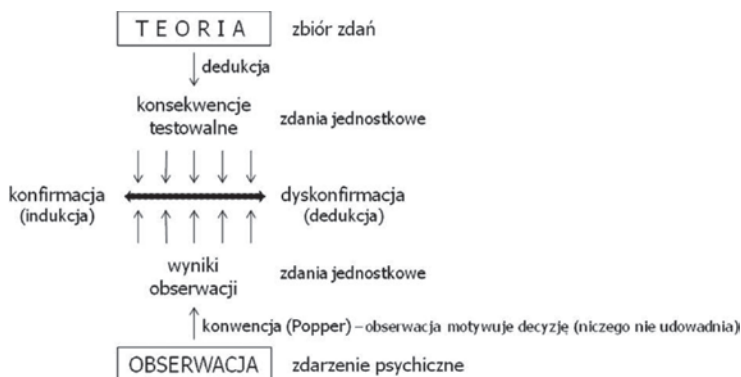 TEORIA zbiór zdań
dedukcja
konsekwencje
testowalne zdania jednostkowe
konfirmacja dyskonfirmacja
(indukcja) (dedukcja)
wyniki
obserwacji zdania jednostkowe
konwencja (Popper) – obserwacja motywuje decyzję (niczego nie udowadnia)
OBSERWACJA zdarzenie psychiczne